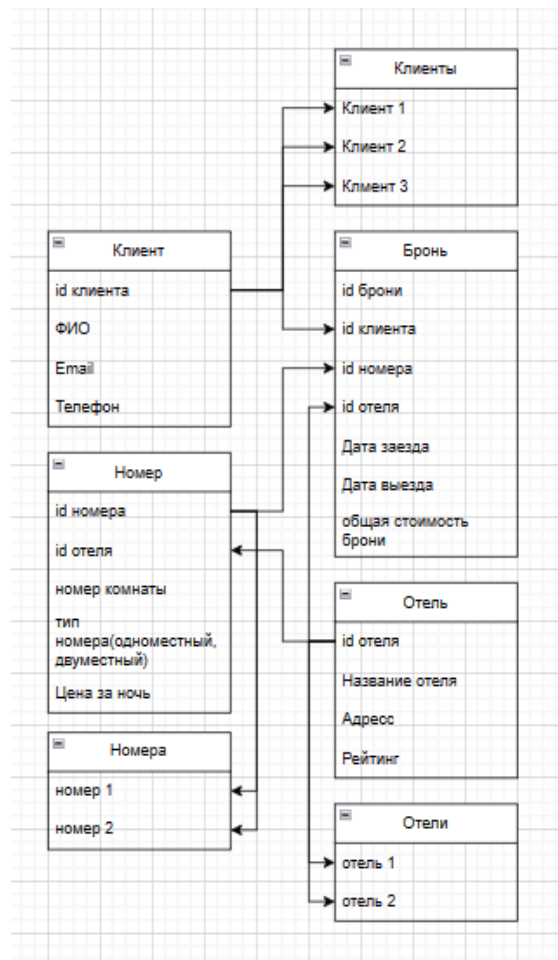 Клиенты
Клиент 1
Клиент 2
Клмент 3
Клиент
id клиента
ФИО
Email
Телефон
Бронь
id брони
id клиента
id номера
id отеля
Дата заезда
Дата выезда
общая стоимость
брони
Номер
id номера
id отеля
номер комнаты
тип
номера(одноместный,
двуместный)
Цена за ночь
Отель
id отеля
Название отеля
Адресс
Рейтинг
Номера
номер 1
номер 2
Отели
отель 1
отель 2